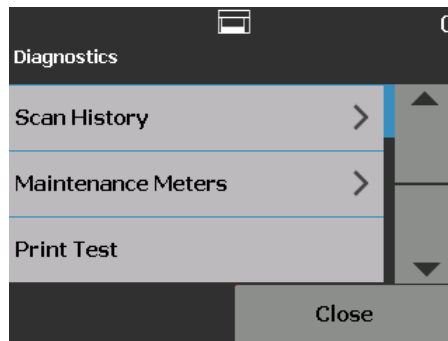 Diagnostics
Scan History
Maintenance Meters
Print Test
Close